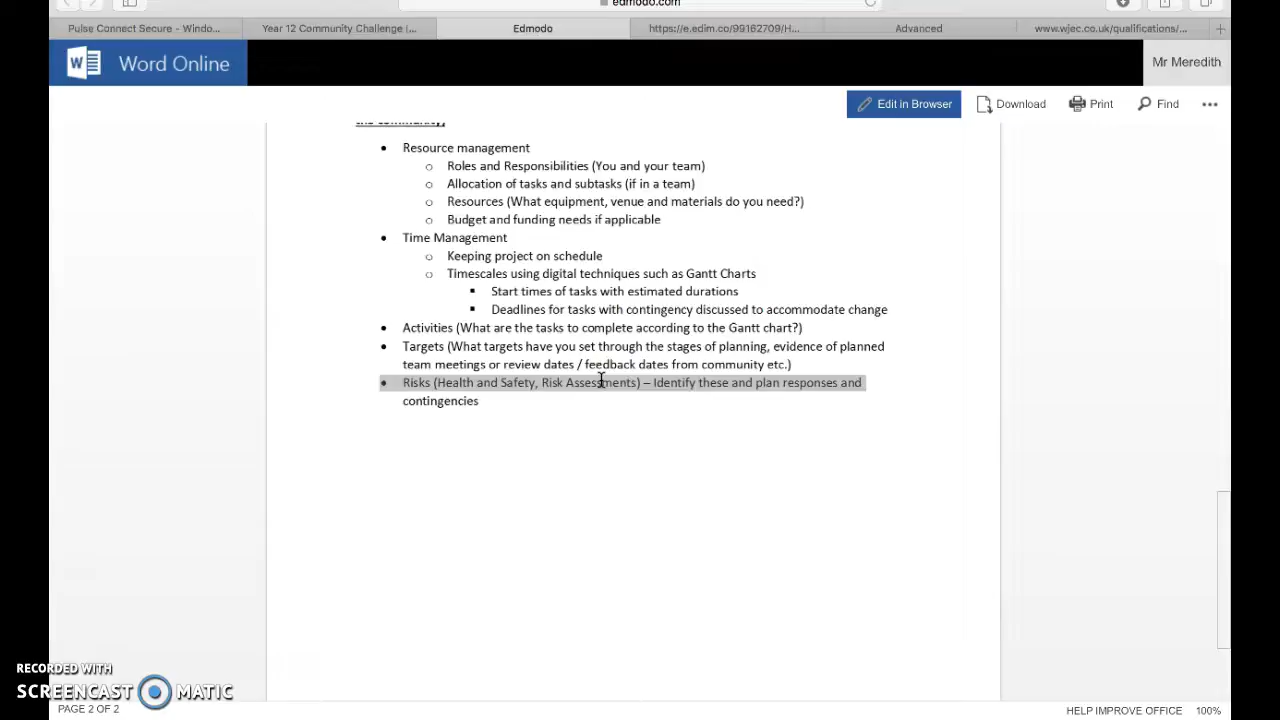 edmodo.com
Pulse Connect Secure - Windo...
Year 12 Community Challenge (...
Edmodo
https://e.edim.co/99162709/H...
Advanced
www.wjec.co.uk/qualifications/...
Word Online
Mr Meredith
Edit in Browser
Download
Print
Find
the community)
• Resource management
o Roles and Responsibilities (You and your team)
o Allocation of tasks and subtasks (if in a team)
o Resources (What equipment, venue and materials do you need?)
o Budget and funding needs if applicable
• Time Management
o Keeping project on schedule
o Timescales using digital techniques such as Gantt Charts
▪ Start times of tasks with estimated durations
▪ Deadlines for tasks with contingency discussed to accommodate change
• Activities (What are the tasks to complete according to the Gantt chart?)
• Targets (What targets have you set through the stages of planning, evidence of planned
team meetings or review dates / feedback dates from community etc.)
• Risks (Health and Safety, Risk Assessments) – Identify these and plan responses and
contingencies
RECORDED WITH
SCREENCAST MATIC
PAGE 2 OF 2
HELP IMPROVE OFFICE
100%